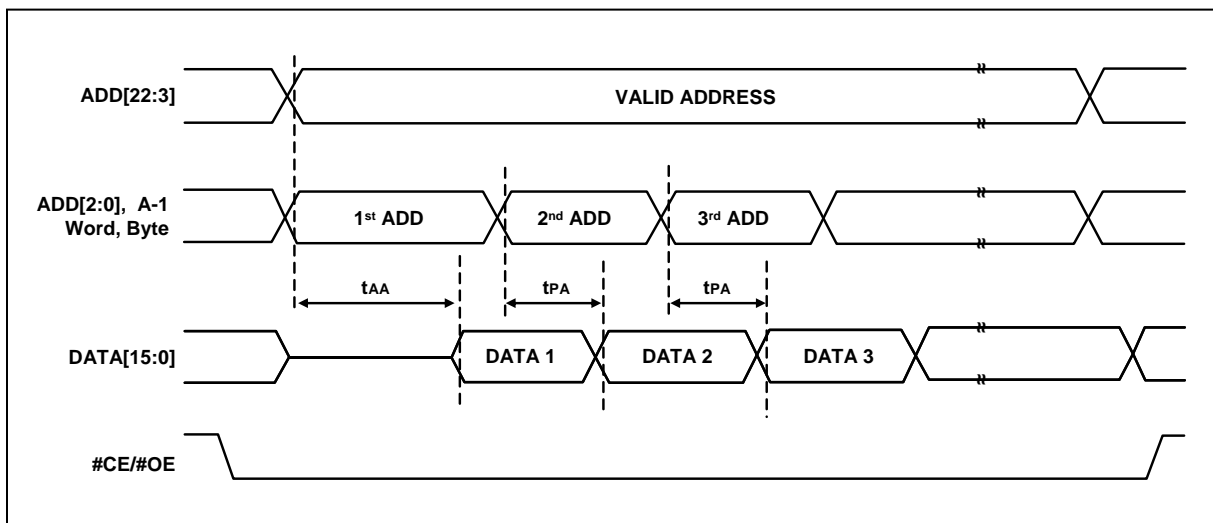 ADD[22:3]
VALID ADDRESS
ADD[2:0], A-1
Word, Byte
1st ADD
2nd ADD
3rd ADD
tAA
tPA
tPA
DATA[15:0]
DATA 1
DATA 2
DATA 3
#CE/#OE